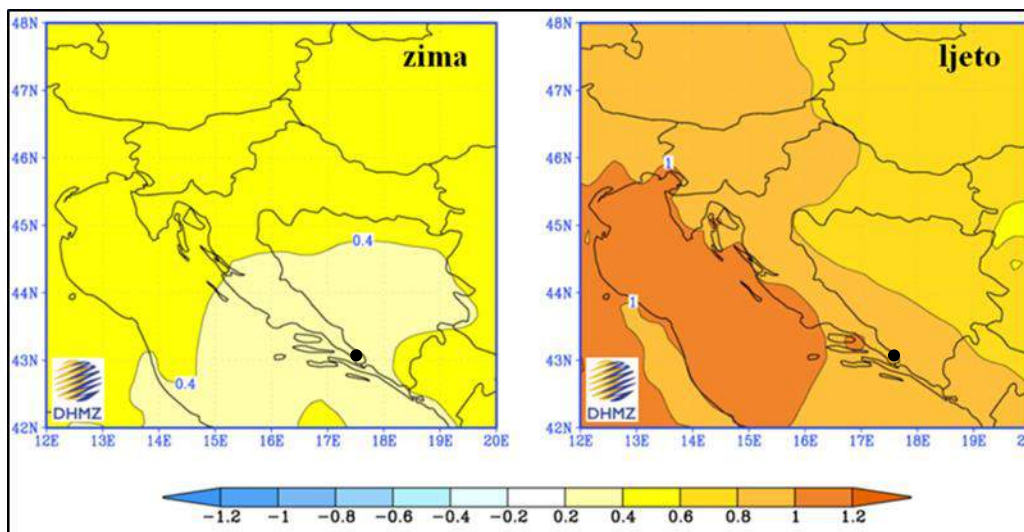 zima
48N
47N
46N
45N
44N
43N
42N
0.4
0.4
DHMZ
12E 13E 14E 15E 16E 17E 18E 19E 20E
ljeto
48N
47N
46N
45N
44N
43N
42N
1
1
DHMZ
12E 13E 14E 15E 16E 17E 18E 19E 20
-1.2 -1 -0.8 -0.6 -0.4 -0.2 0.2 0.4 0.6 0.8 1 1.2